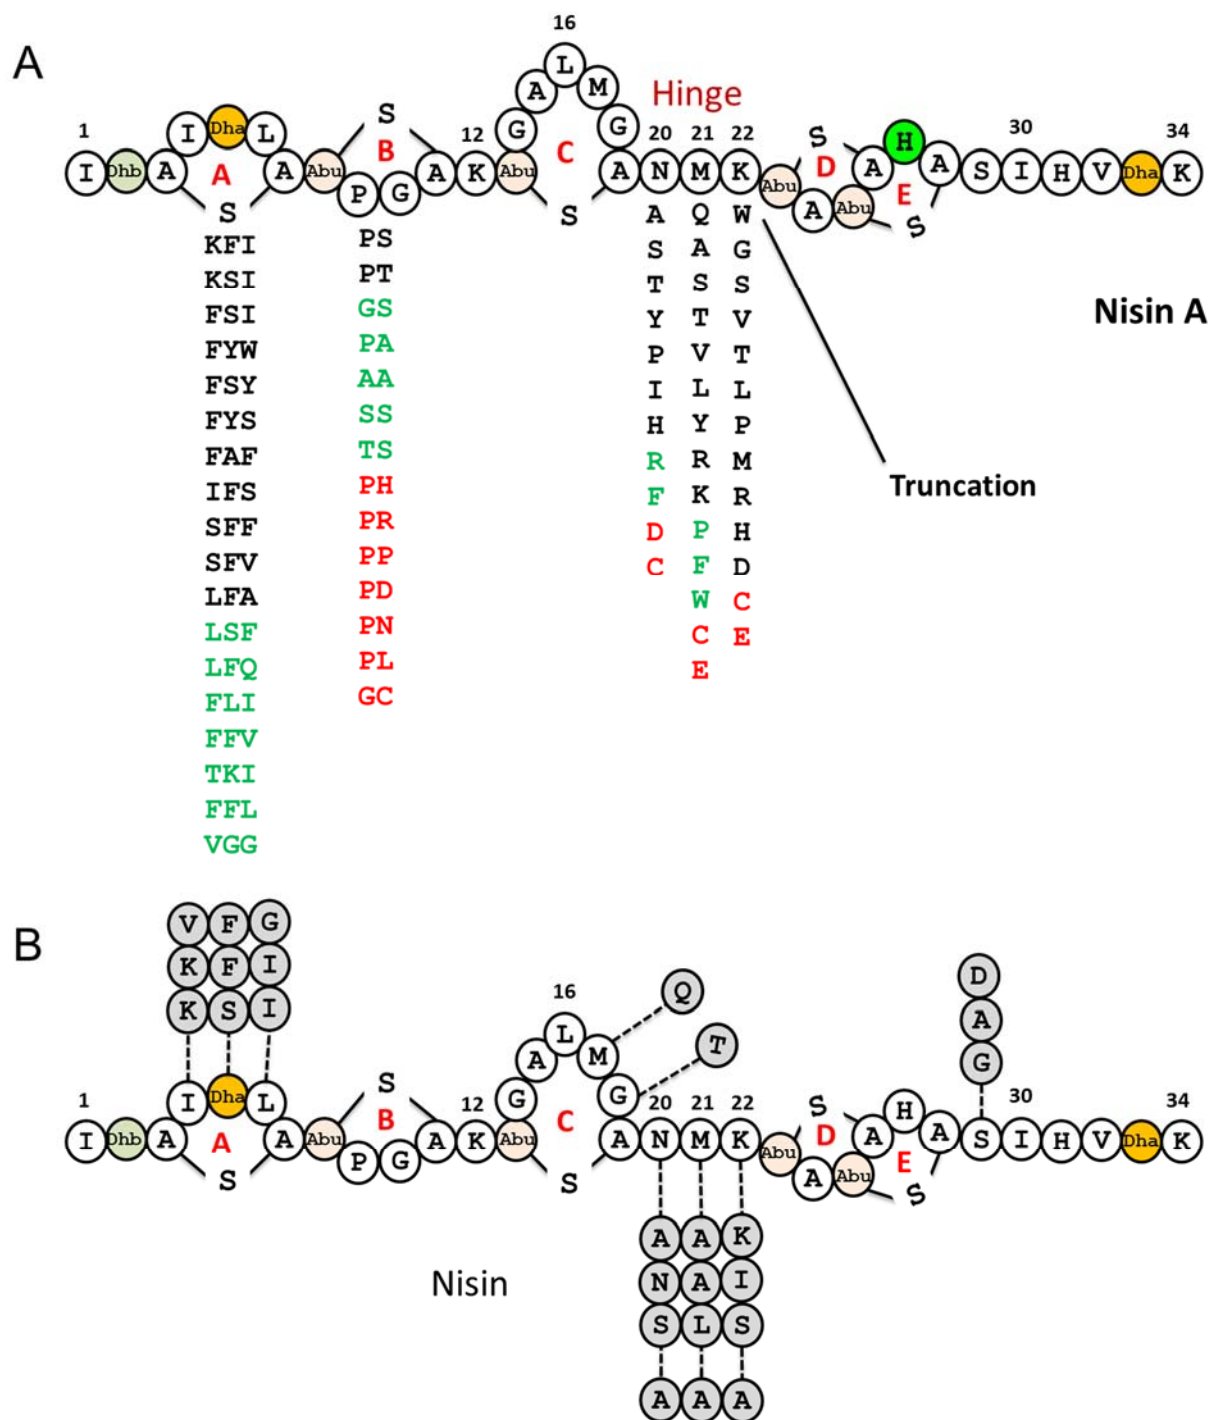 A
16
L
A M
Hinge
1
S
12
G G
20 21 22
S
H
30
34
I Dha L
B
C
D
I Dhb A
A
A Abu
P G
A K Abu
A N M K
Abu
A
Abu
A
A S I H V Dha K
E
S
S
S
KFI
KSI
FSI
FYW
FSY
FYS
FAF
IFS
SFF
SFV
LFA
LSF
LFQ
FLI
FFV
TKI
FFL
VGG
PS
PT
GS
PA
AA
SS
TS
PH
PR
PP
PD
PN
PL
GC
A Q W
S A G
T S S
Y T V
P V T
I L L
H Y P
R R M
F K R
D P H
C F D
W C
C E
E
Truncation
Nisin A
B
V F G
K F I
K S I
16
L
A M
Q
T
D
A
G
1
S
12
G G
20 21 22
S
H
30
34
I Dha L
B
C
D
I Dhb A
A
A Abu
P G
A K Abu
A N M K
Abu
A
Abu
A
A S I H V Dha K
E
S
S
S
A A K
N A I
S L S
A A A
Nisin